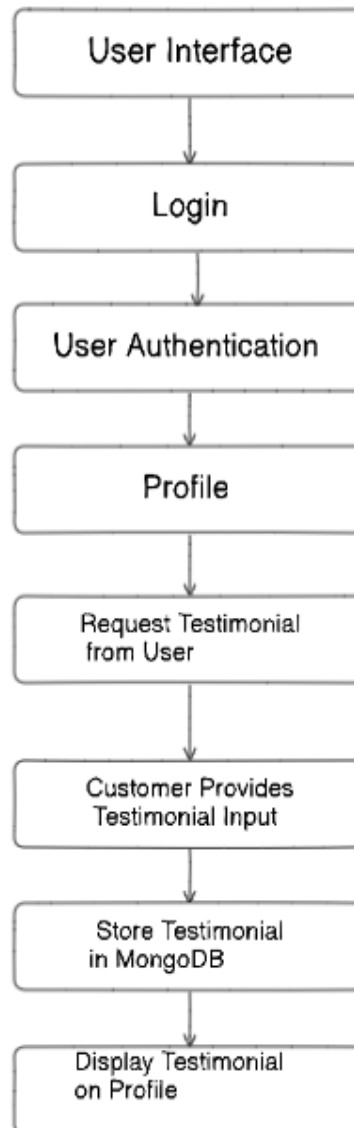 User Interface
Login
User Authentication
Profile
Request Testimonial
from User
Customer Provides
Testimonial Input
Store Testimonial
in MongoDB
Display Testimonial
on Profile